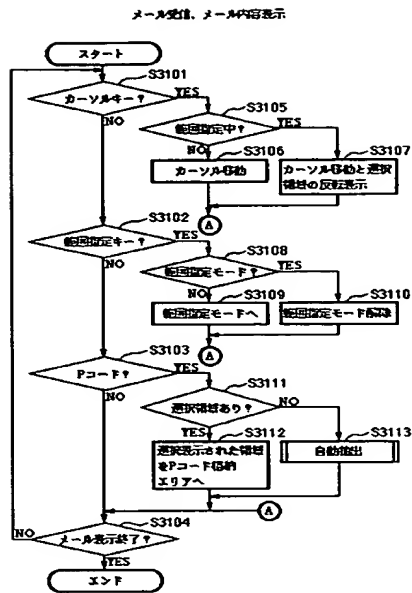 メール受信、メール内容表示
スタート
S3101
カーソルキー?
YES
NO
S3105
範囲指定中?
YES
NO
S3106
カーソル移動
S3107
カーソル移動と選択
領域の反転表示
A
S3102
範囲指定キー?
YES
NO
S3108
範囲指定モード?
YES
NO
S3109
範囲指定モードへ
S3110
範囲指定モード解除
A
S3103
Pコード?
YES
NO
S3111
選択領域あり?
NO
YES
S3112
選択表示された領域
をPコード格納
エリアへ
S3113
自動抽出
A
S3104
メール表示終了?
NO
YES
エンド